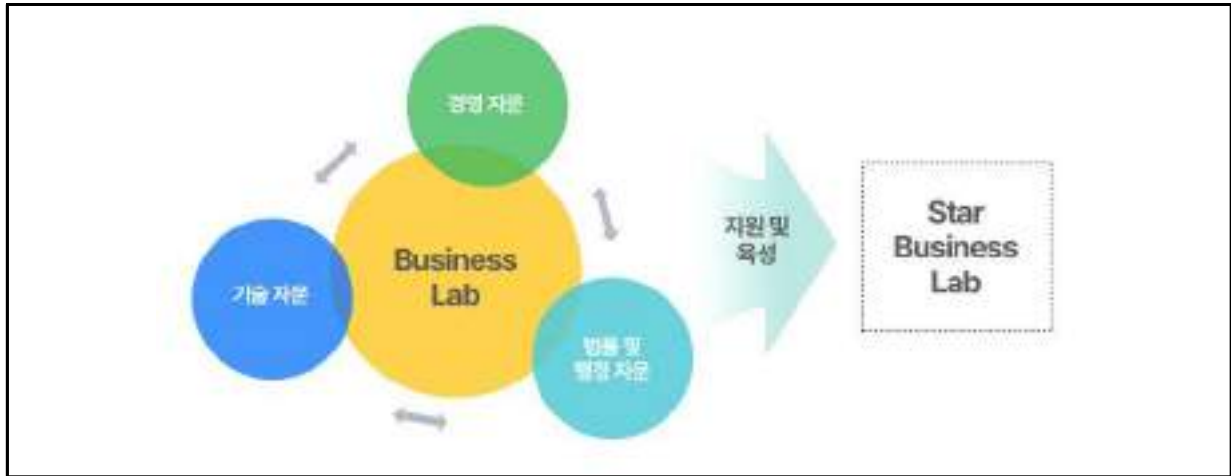 경영 자문
Business
Lab
기술 자문
법률 및
행정 자문
지원 및
육성
Star
Business
Lab